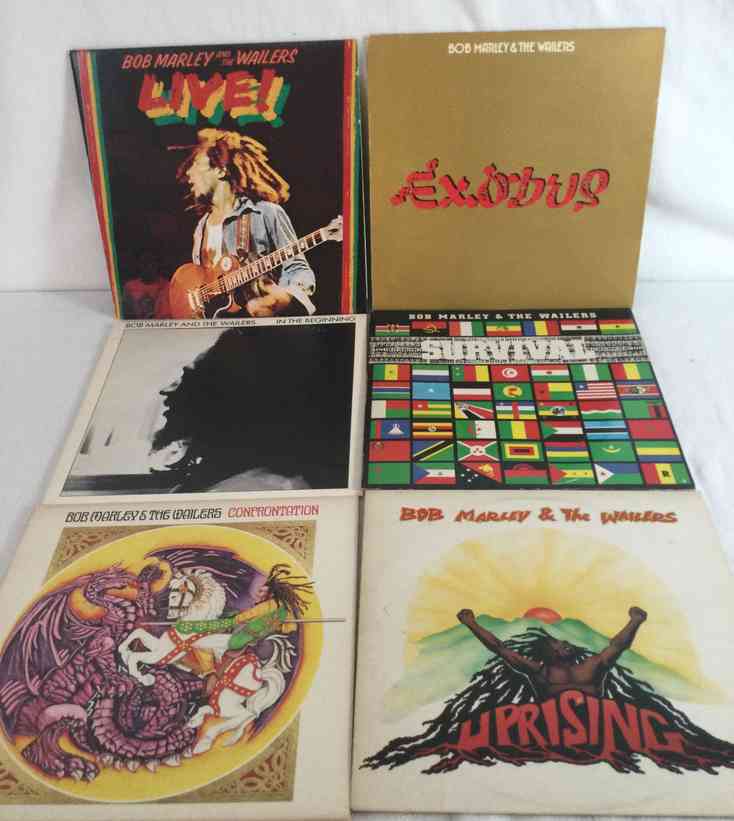 BOB MARLEY AND THE WAILERS
LIVE!
BOB MARLEY & THE WAILERS
EXODUS
BOB MARLEY AND THE WAILERS IN THE BEGINNING
BOB MARLEY & THE WAILERS
SURVIVAL
BOB MARLEY & THE WAILERS CONFRONTATION
BOB MARLEY & THE WAILERS
UPRISING